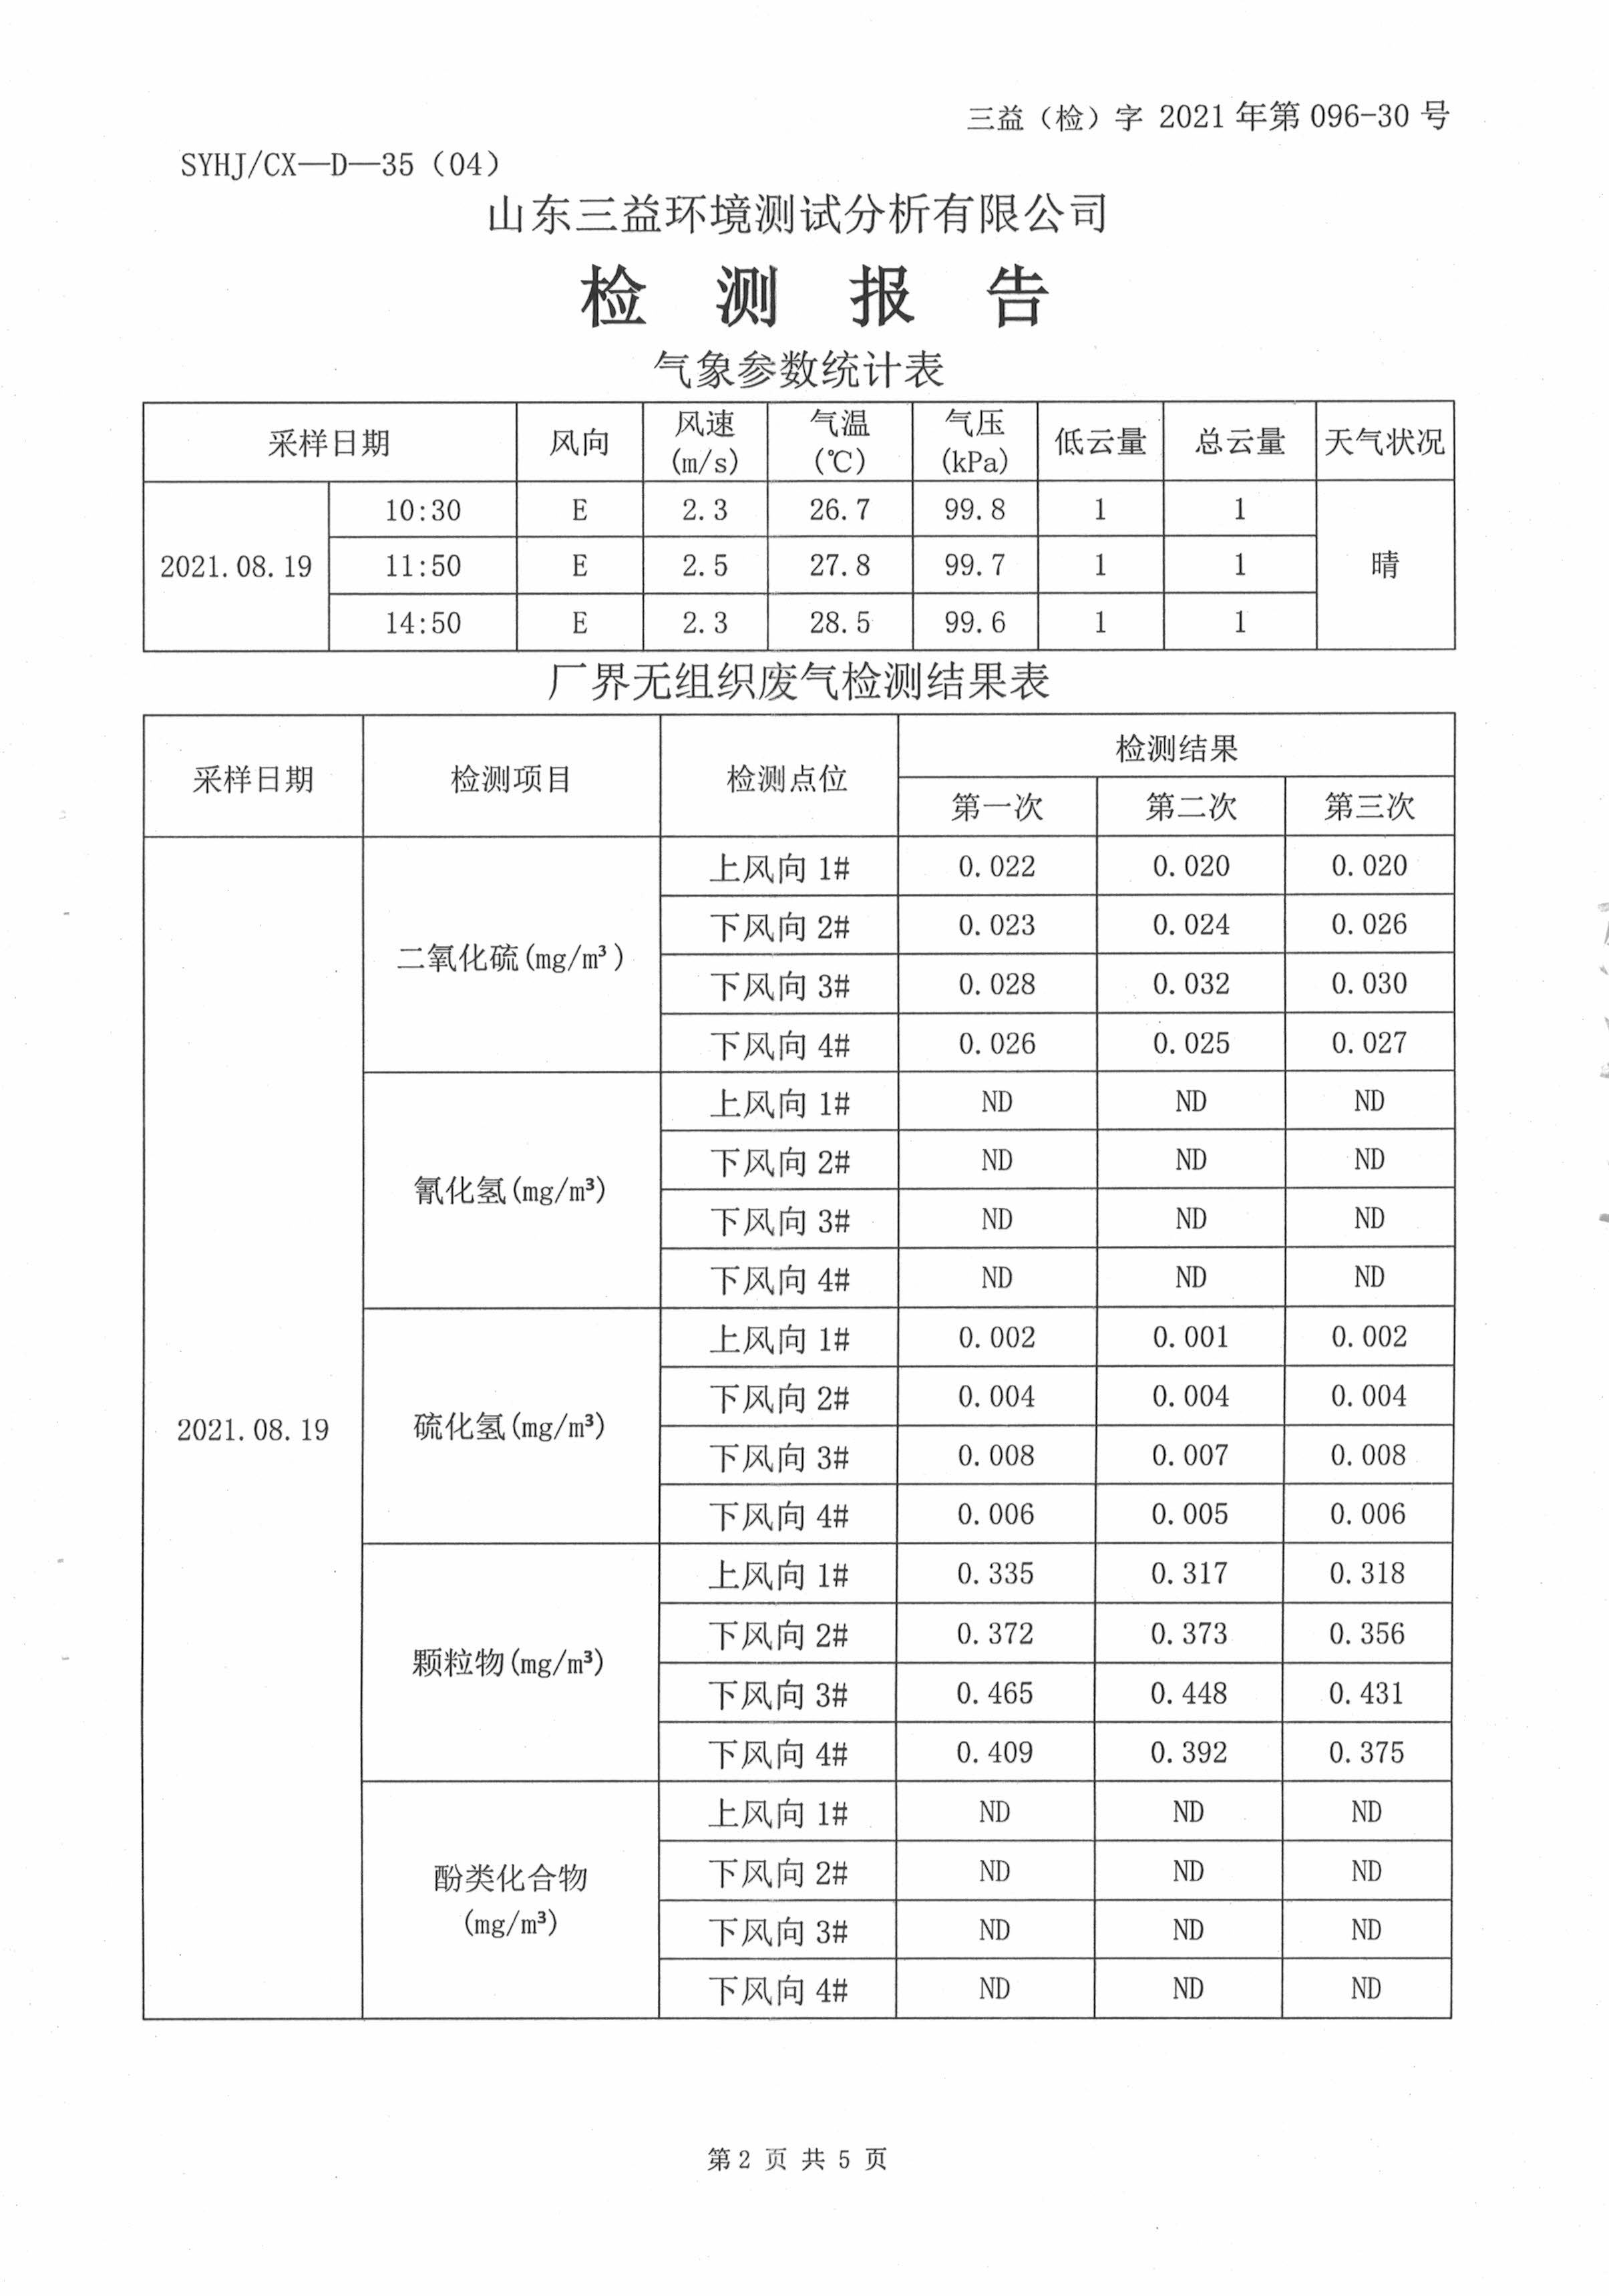 三益（检）字 2021 年第 096-30 号
SYHJ/CX—D—35（04）
山东三益环境测试分析有限公司
检 测 报 告
气象参数统计表
采样日期 风向 风速(m/s) 气温(℃) 气压(kPa) 低云量 总云量 天气状况
2021.08.19 10:30 E 2.3 26.7 99.8 1 1 晴
11:50 E 2.5 27.8 99.7 1 1
14:50 E 2.3 28.5 99.6 1 1
厂界无组织废气检测结果表
采样日期 检测项目 检测点位 检测结果
第一次 第二次 第三次
2021.08.19
二氧化硫(mg/m³)
上风向 1# 0.022 0.020 0.020
下风向 2# 0.023 0.024 0.026
下风向 3# 0.028 0.032 0.030
下风向 4# 0.026 0.025 0.027
氰化氢(mg/m³)
上风向 1# ND ND ND
下风向 2# ND ND ND
下风向 3# ND ND ND
下风向 4# ND ND ND
硫化氢(mg/m³)
上风向 1# 0.002 0.001 0.002
下风向 2# 0.004 0.004 0.004
下风向 3# 0.008 0.007 0.008
下风向 4# 0.006 0.005 0.006
颗粒物(mg/m³)
上风向 1# 0.335 0.317 0.318
下风向 2# 0.372 0.373 0.356
下风向 3# 0.465 0.448 0.431
下风向 4# 0.409 0.392 0.375
酚类化合物
(mg/m³)
上风向 1# ND ND ND
下风向 2# ND ND ND
下风向 3# ND ND ND
下风向 4# ND ND ND
第 2 页 共 5 页